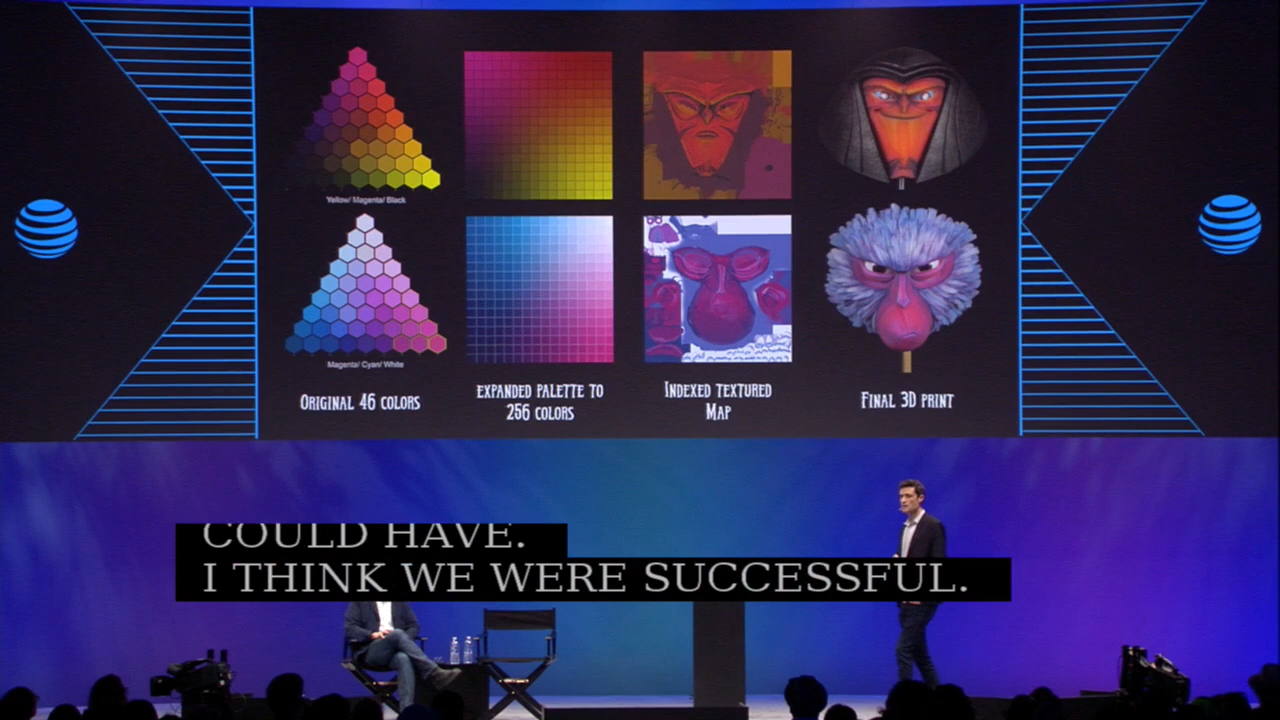 Yellow/ Magenta/ Black
Magenta/ Cyan/ White
Original 46 colors
expanded palette to
256 colors
Indexed textured
Map
Final 3D print
COULD HAVE.
I THINK WE WERE SUCCESSFUL.